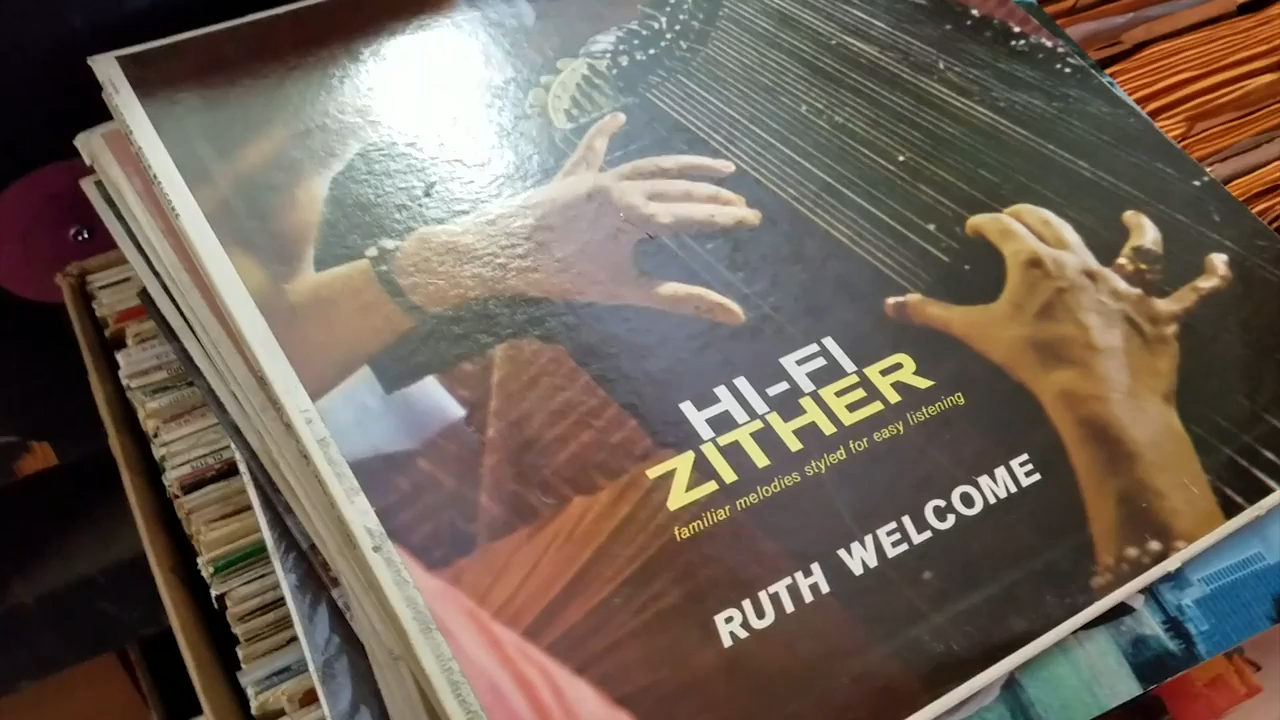 HI-FI
ZITHER
familiar melodies styled for easy listening
RUTH WELCOME